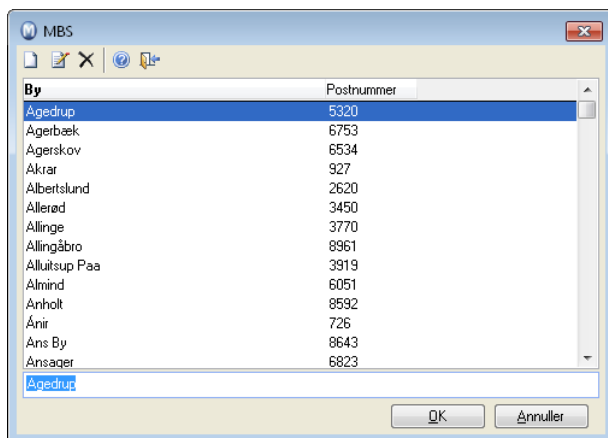 MBS
By Postnummer
Agedrup 5320
Agerbæk 6753
Agerskov 6534
Akrar 927
Albertslund 2620
Allerød 3450
Allinge 3770
Allingåbro 8961
Alluitsup Paa 3919
Almind 6051
Anholt 8592
Ánir 726
Ans By 8643
Ansager 6823
Agedrup
OK Annuller